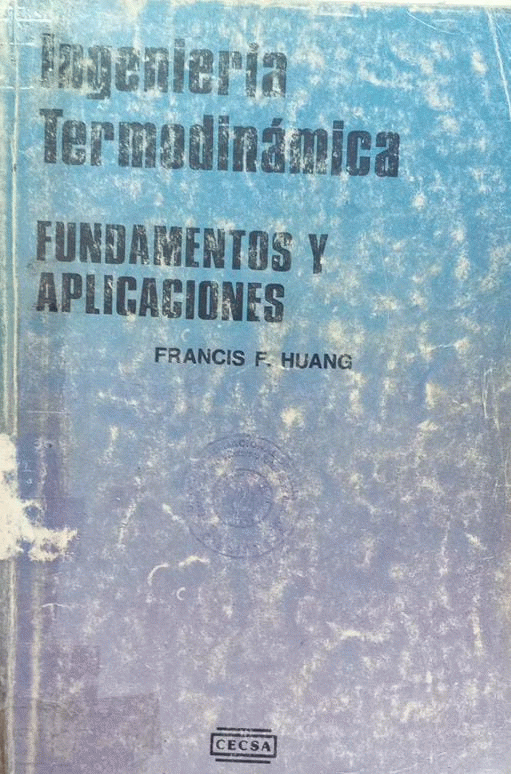 Ingeniería
Termodinámica
FUNDAMENTOS Y
APLICACIONES
FRANCIS F. HUANG
CECSA